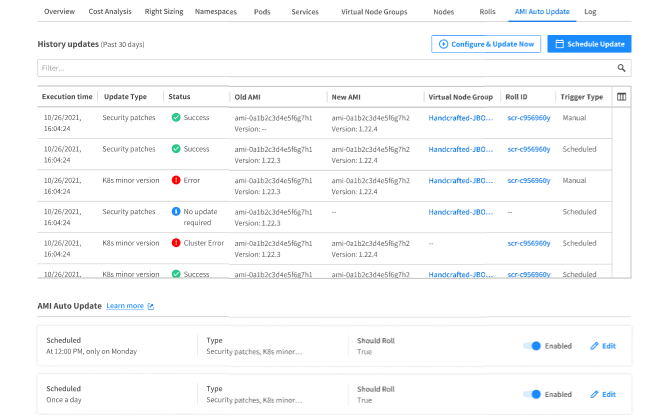 Overview Cost Analysis Right Sizing Namespaces Pods Services Virtual Node Groups Nodes Rolls AMI Auto Update Log
History updates (Past 30 days) Configure & Update Now Schedule Update
Filter...
Execution time Update Type Status Old AMI New AMI Virtual Node Group Roll ID Trigger Type
10/26/2021, Security patches Success ami-0a1b2c3d4e5f6g7h1 ami-0a1b2c3d4e5f6g7h2 Handcrafted-JBO... scr-c956960y Manual
16:04:24 Version: -- Version: 1.22.4
10/26/2021, Security patches Success ami-0a1b2c3d4e5f6g7h1 ami-0a1b2c3d4e5f6g7h2 Handcrafted-JBO... scr-c956960y Scheduled
16:04:24 Version: 1.22.3 Version: 1.22.4
10/26/2021, K8s minor version Error ami-0a1b2c3d4e5f6g7h1 ami-0a1b2c3d4e5f6g7h2 Handcrafted-JBO... scr-c956960y Manual
16:04:24 Version: 1.22.3 Version: 1.22.4
10/26/2021, Security patches No update ami-0a1b2c3d4e5f6g7h1 -- Handcrafted-JBO... -- Scheduled
16:04:24 required Version: 1.22.3
10/26/2021, K8s minor version Cluster Error ami-0a1b2c3d4e5f6g7h1 ami-0a1b2c3d4e5f6g7h2 -- scr-c956960y Scheduled
16:04:24 Version: 1.22.3 Version: 1.22.4
10/26/2021, K8s minor version Success ami-0a1b2c3d4e5f6g7h1 ami-0a1b2c3d4e5f6g7h2 Handcrafted-JBO... scr-c956960y Scheduled
AMI Auto Update Learn more
Scheduled Type Should Roll
At 12:00 PM, only on Monday Security patches, K8s minor... True Enabled Edit
Scheduled Type Should Roll
Once a day Security patches, K8s minor... True Enabled Edit